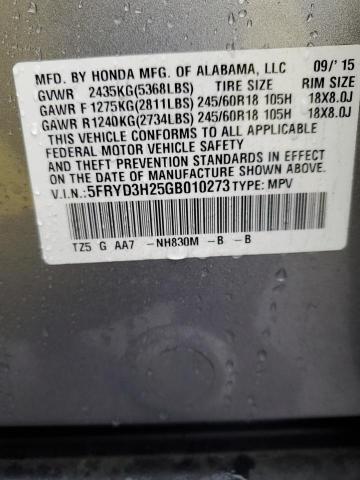 MFD. BY HONDA MFG. OF ALABAMA, LLC 09/' 15
GVWR 2435KG(5368LBS) TIRE SIZE RIM SIZE
GAWR F 1275KG(2811LBS) 245/60R18 105H 18X8.0J
GAWR R 1240KG(2734LBS) 245/60R18 105H 18X8.0J
THIS VEHICLE CONFORMS TO ALL APPLICABLE
FEDERAL MOTOR VEHICLE SAFETY
AND THEFT PREVENTION STANDARDS IN EFFECT
ON THE DATE OF MANUFACTURE SHOWN ABOVE.
V.I.N.:5FRYD3H25GB010273 TYPE: MPV
TZ5 G AA7 -NH830M -B -B